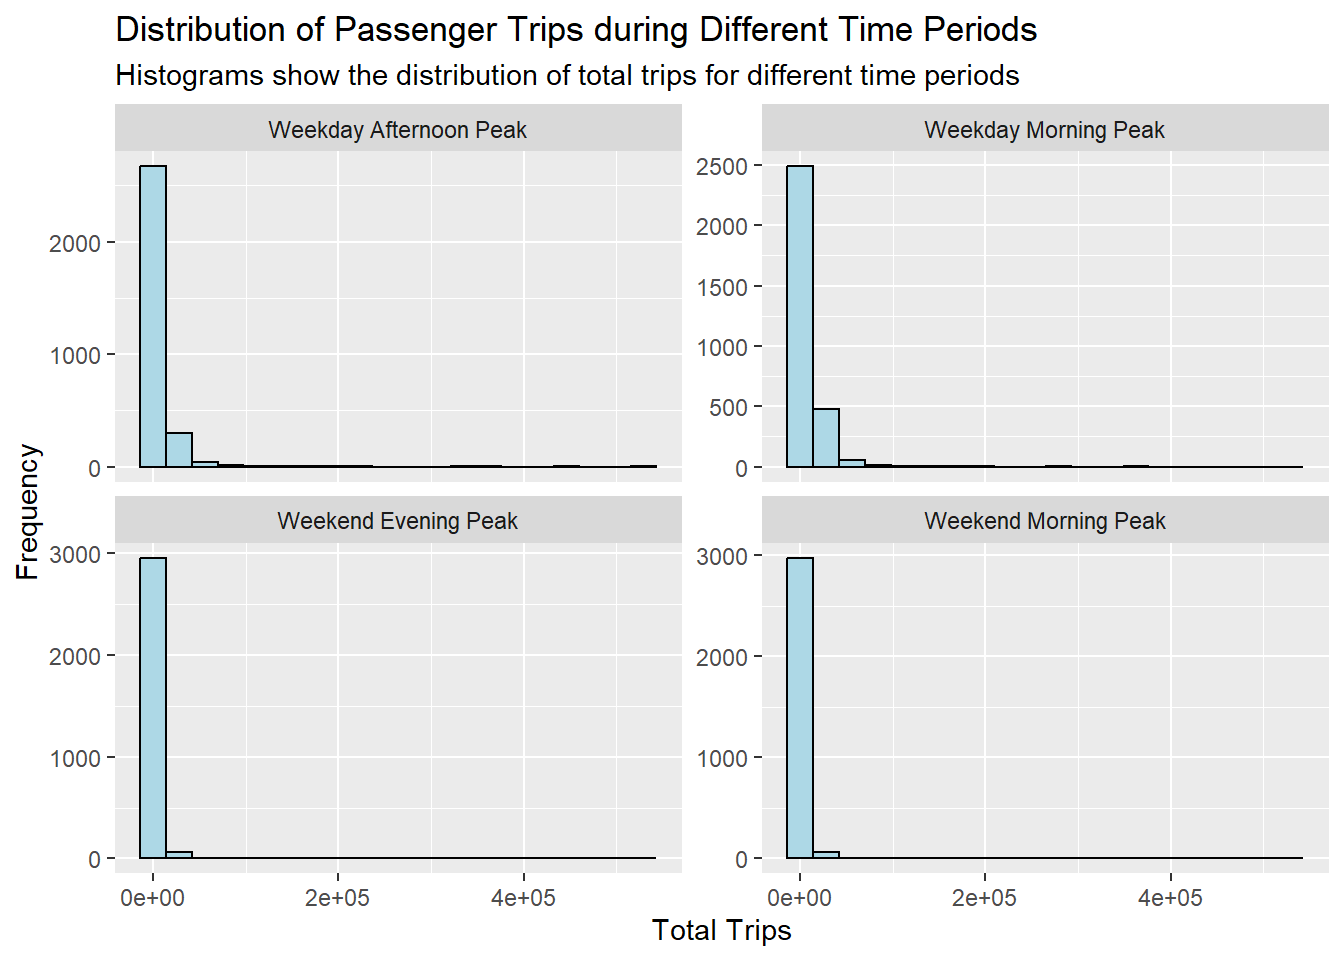 Distribution of Passenger Trips during Different Time Periods
Histograms show the distribution of total trips for different time periods
Weekday Afternoon Peak
2000
1000
0
Weekday Morning Peak
2500
2000
1500
1000
500
0
Frequency
Weekend Evening Peak
3000
2000
1000
0
0e+00 2e+05 4e+05
Weekend Morning Peak
3000
2000
1000
0
0e+00 2e+05 4e+05
Total Trips